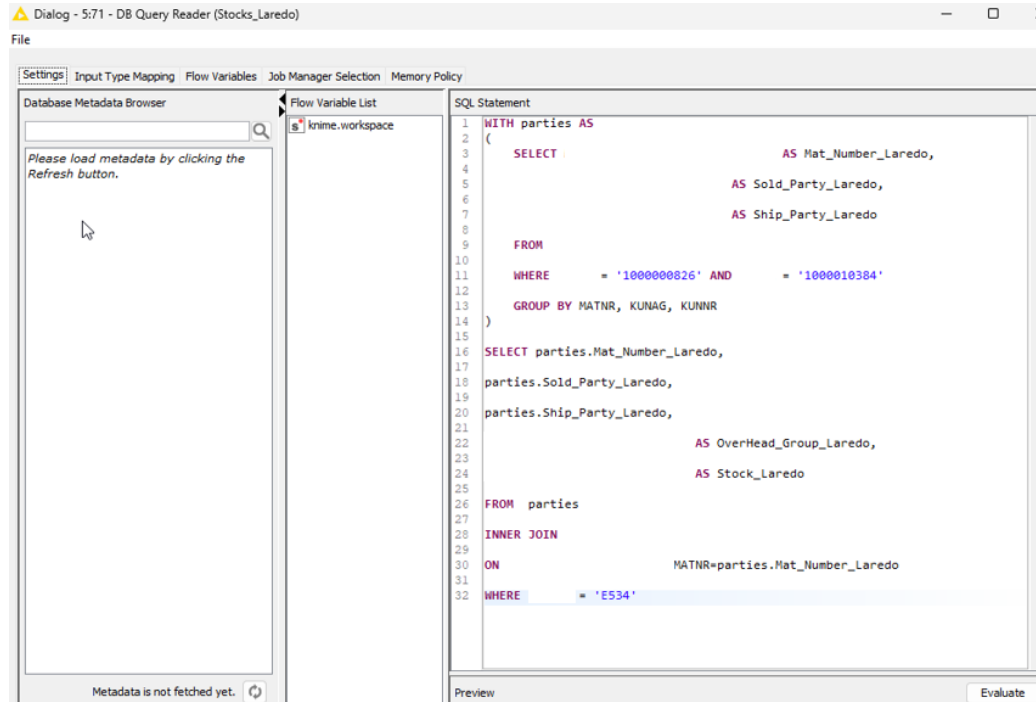 Dialog - 5:71 - DB Query Reader (Stocks_Laredo)
File
Settings Input Type Mapping Flow Variables Job Manager Selection Memory Policy
Database Metadata Browser
Please load metadata by clicking the
Refresh button.
Metadata is not fetched yet.
Flow Variable List
s knime.workspace
SQL Statement
1 WITH parties AS
2 (
3 SELECT AS Mat_Number_Laredo,
4
5 AS Sold_Party_Laredo,
6
7 AS Ship_Party_Laredo
8
9 FROM
10
11 WHERE = '1000000826' AND = '1000010384'
12
13 GROUP BY MATNR, KUNAG, KUNNR
14 )
15
16 SELECT parties.Mat_Number_Laredo,
17
18 parties.Sold_Party_Laredo,
19
20 parties.Ship_Party_Laredo,
21
22 AS OverHead_Group_Laredo,
23
24 AS Stock_Laredo
25
26 FROM parties
27
28 INNER JOIN
29
30 ON MATNR=parties.Mat_Number_Laredo
31
32 WHERE = 'E534'
Preview
Evaluate